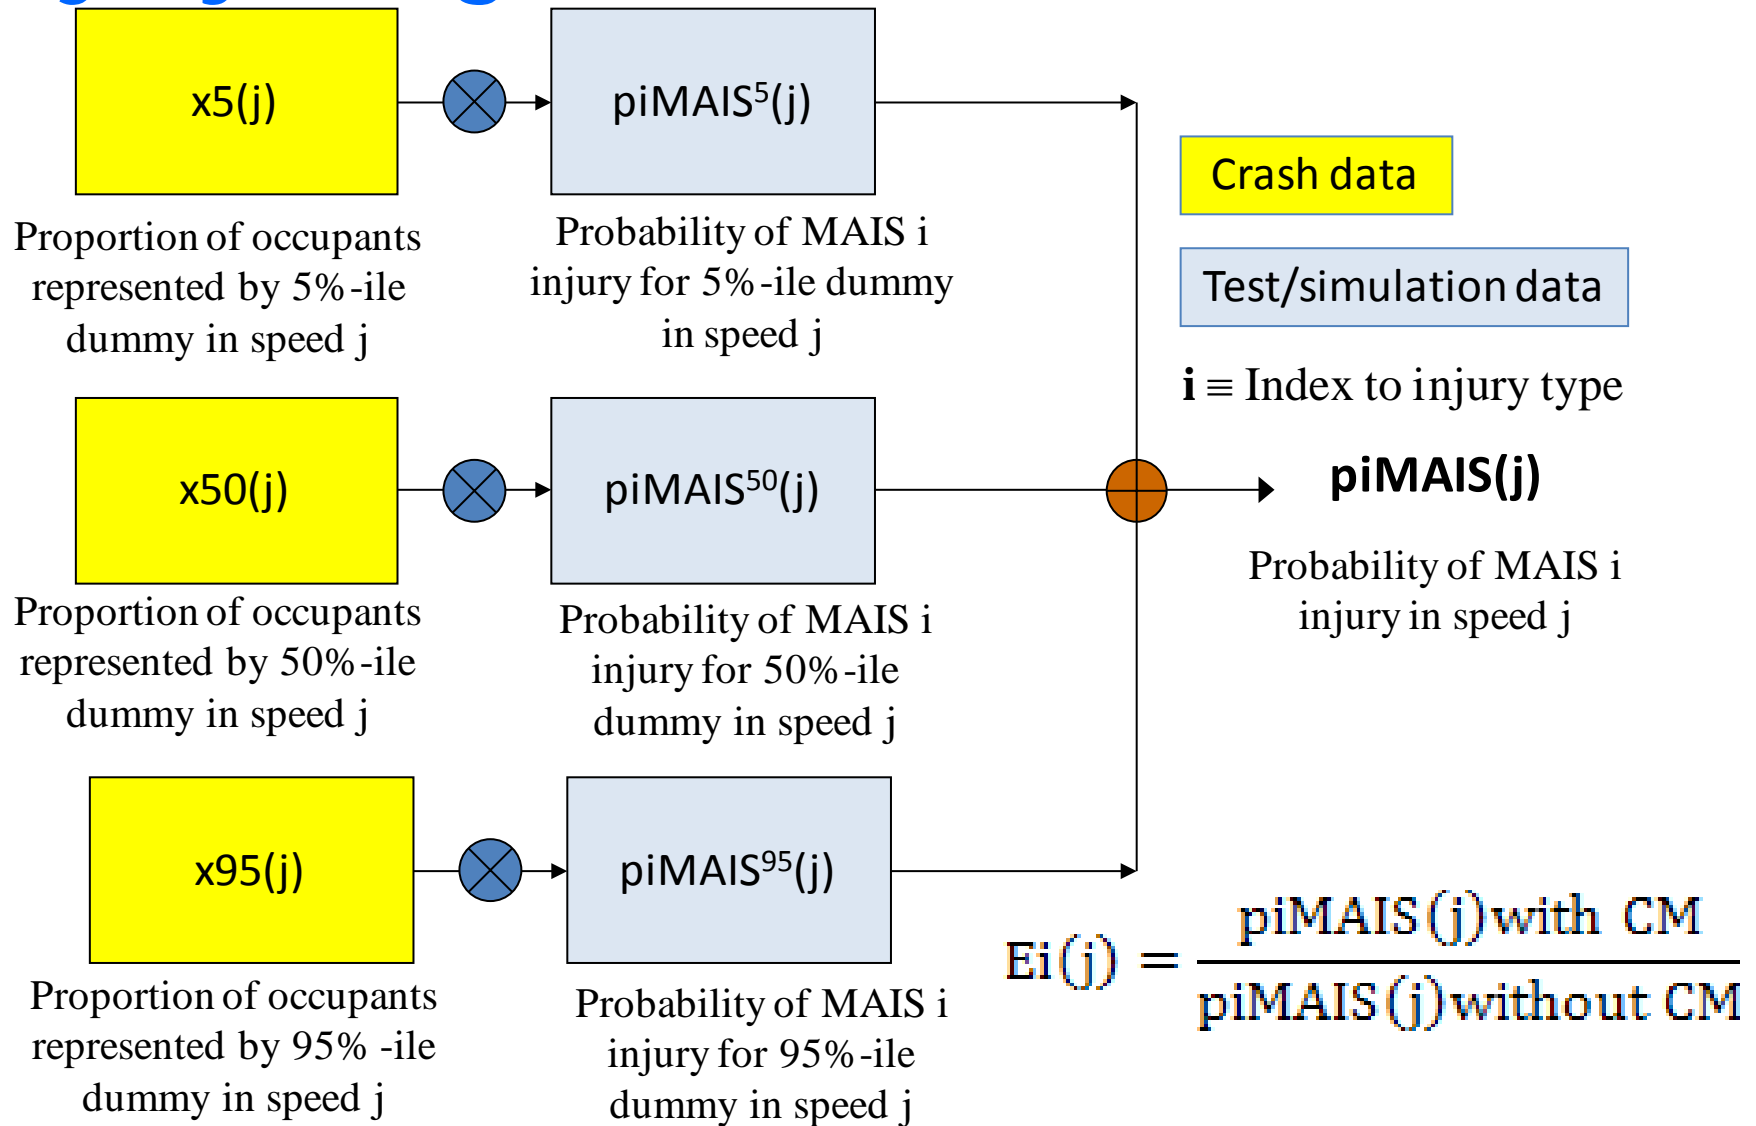 x5(j)
piMAIS⁵(j)
Proportion of occupants
represented by 5%-ile
dummy in speed j
Probability of MAIS i
injury for 5%-ile dummy
in speed j
Crash data
Test/simulation data
i ≡ Index to injury type
x50(j)
piMAIS⁵⁰(j)
piMAIS(j)
Proportion of occupants
represented by 50%-ile
dummy in speed j
Probability of MAIS i
injury for 50%-ile
dummy in speed j
Probability of MAIS i
injury in speed j
x95(j)
piMAIS⁹⁵(j)
Proportion of occupants
represented by 95% -ile
dummy in speed j
Probability of MAIS i
injury for 95%-ile
dummy in speed j
Ei(j) = piMAIS(j)with CM
piMAIS(j)without CM